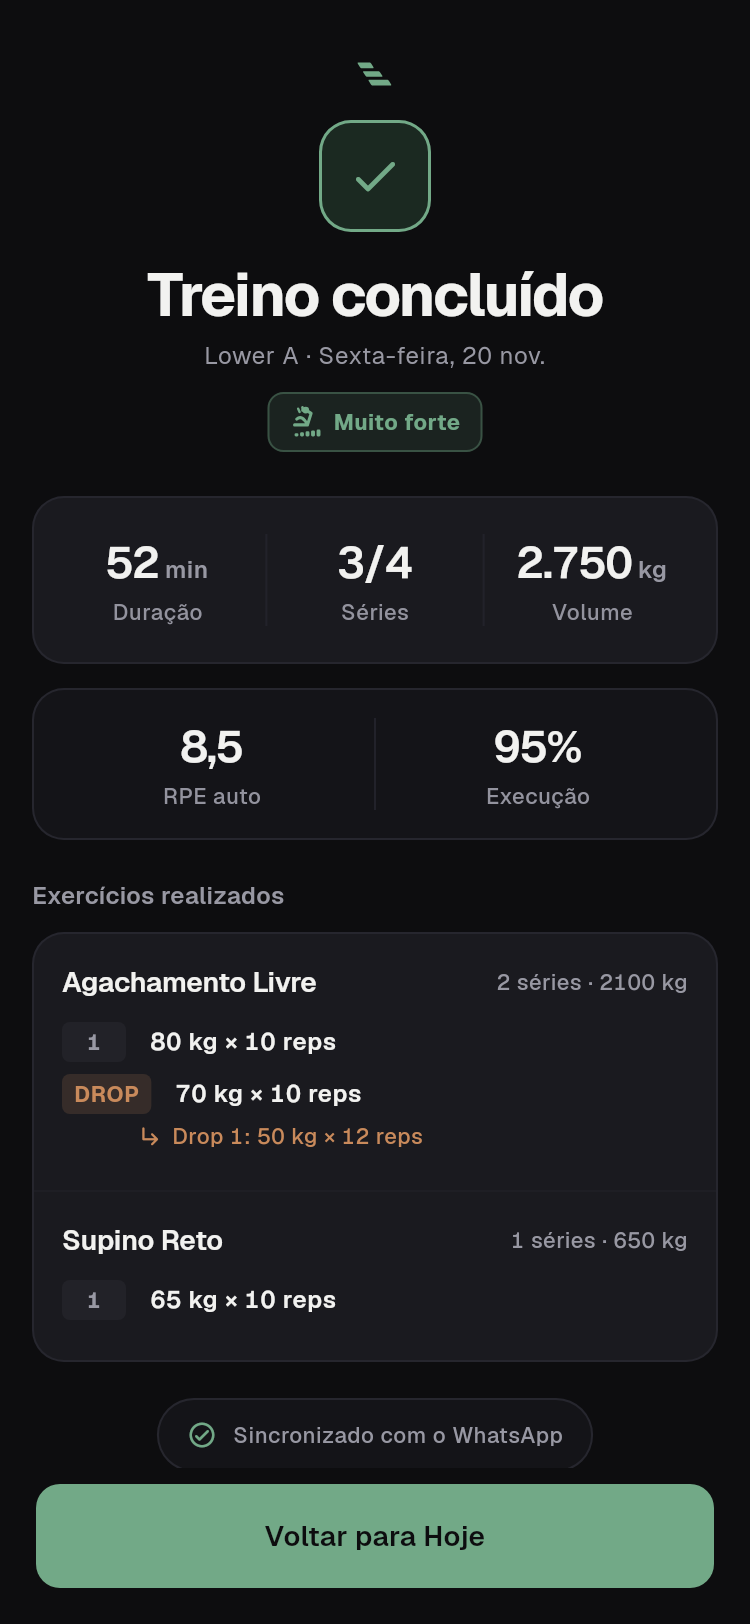 Treino concluído
Lower A · Sexta-feira, 20 nov.
Muito forte
52 min
Duração
3/4
Séries
2.750 kg
Volume
8,5
RPE auto
95%
Execução
Exercícios realizados
Agachamento Livre
2 séries · 2100 kg
1 80 kg × 10 reps
DROP 70 kg × 10 reps
↳ Drop 1: 50 kg × 12 reps
Supino Reto
1 séries · 650 kg
1 65 kg × 10 reps
Sincronizado com o WhatsApp
Voltar para Hoje